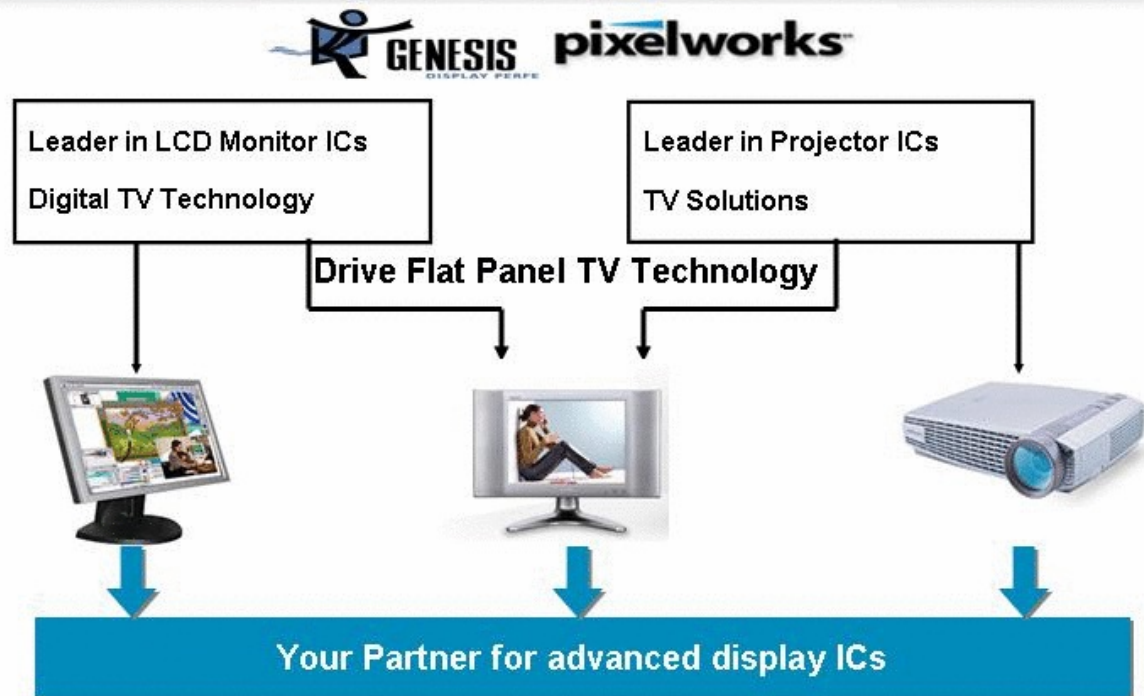 GENESIS pixelworks
DISPLAY PERFE
Leader in LCD Monitor ICs
Digital TV Technology
Leader in Projector ICs
TV Solutions
Drive Flat Panel TV Technology
Your Partner for advanced display ICs